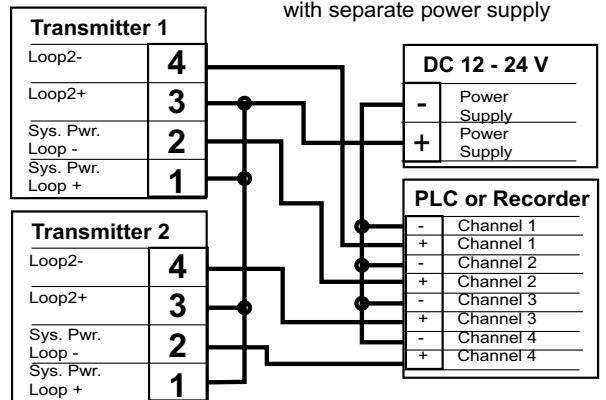 with separate power supply
Transmitter 1
Loop2- 4
Loop2+ 3
Sys. Pwr.
Loop - 2
Sys. Pwr.
Loop + 1
Transmitter 2
Loop2- 4
Loop2+ 3
Sys. Pwr.
Loop - 2
Sys. Pwr.
Loop + 1
DC 12 - 24 V
- Power
Supply
+ Power
Supply
PLC or Recorder
- Channel 1
+ Channel 1
- Channel 2
+ Channel 2
- Channel 3
+ Channel 3
- Channel 4
+ Channel 4